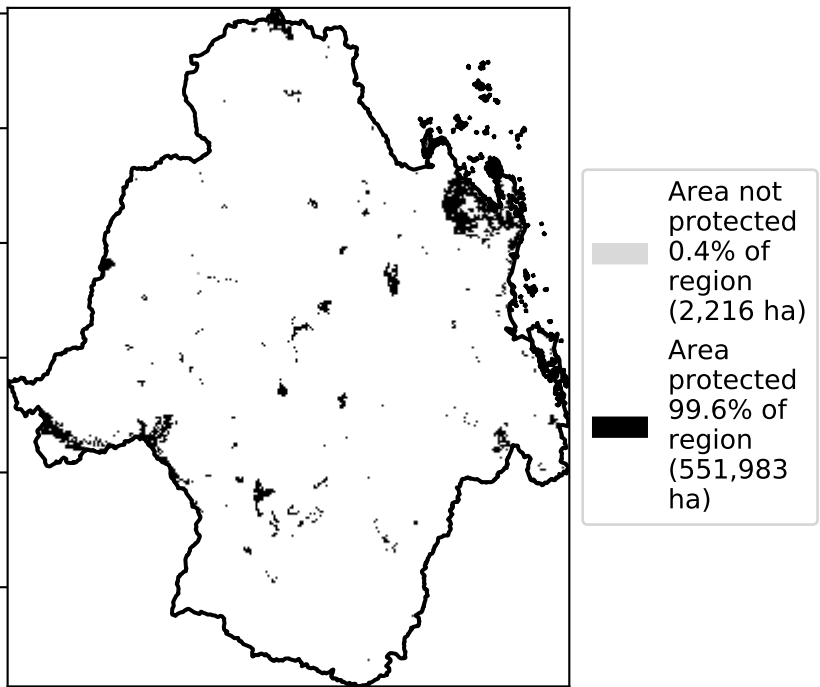 Area not
protected
0.4% of
region
(2,216 ha)
Area
protected
99.6% of
region
(551,983
ha)